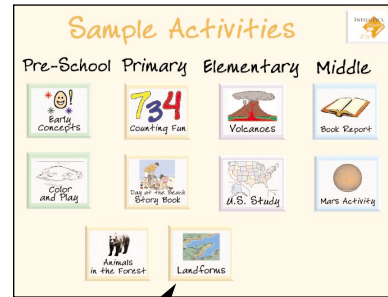 Sample Activities
Pre-School Primary Elementary Middle
Early Concepts
734
Counting Fun
Volcanoes
Book Report
Color and Play
Day at the Beach
Story Book
U.S. Study
Mars Activity
Animals in the Forest
Landforms